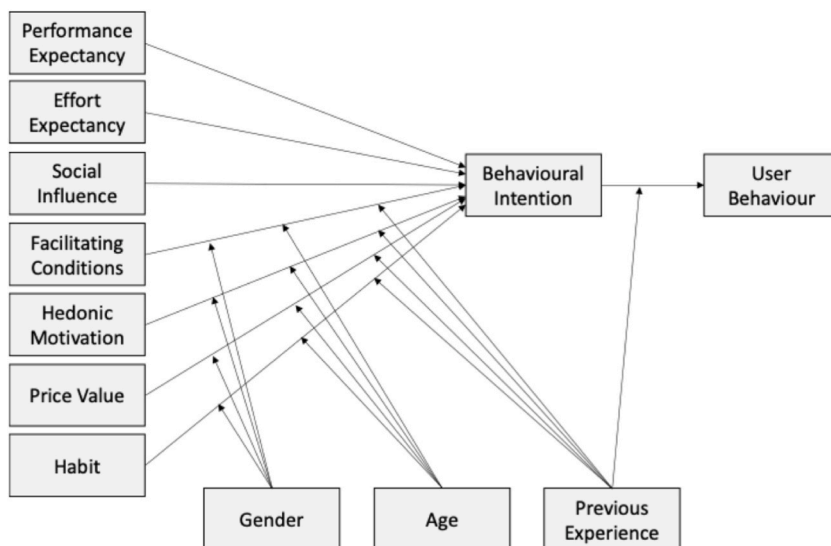 Performance
Expectancy
Effort
Expectancy
Social
Influence
Facilitating
Conditions
Hedonic
Motivation
Price Value
Habit
Behavioural
Intention
User
Behaviour
Gender
Age
Previous
Experience